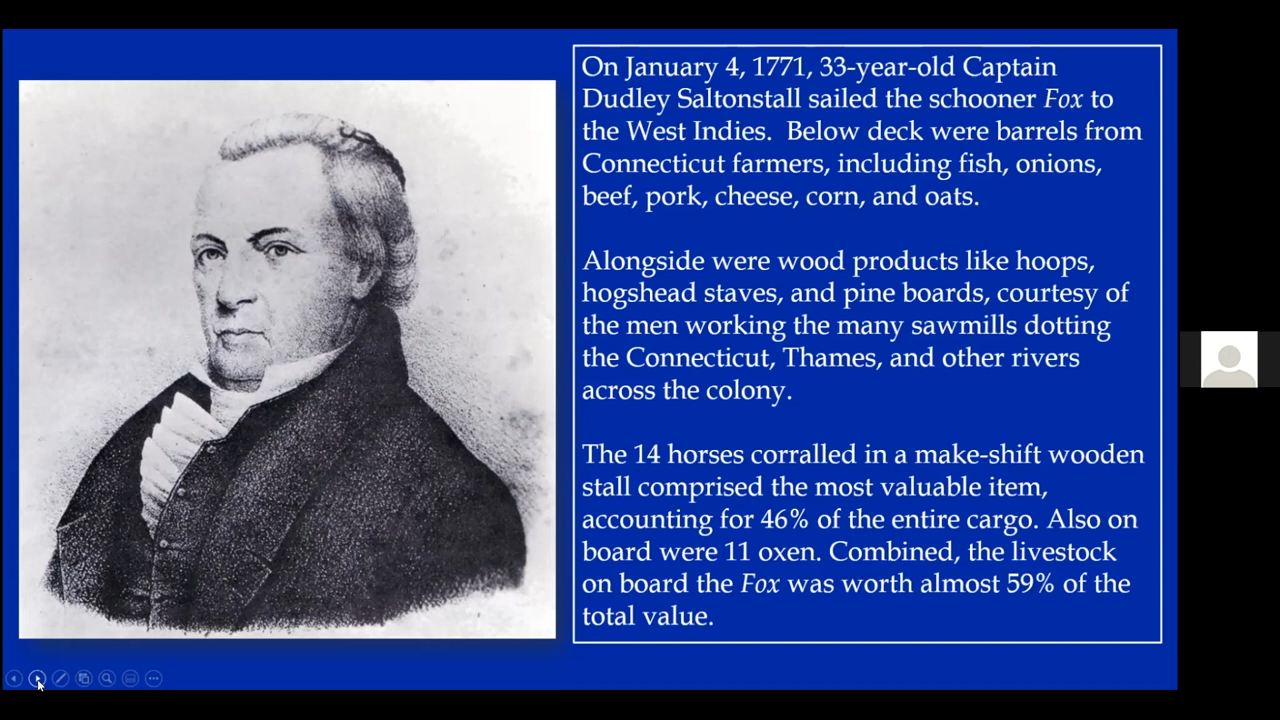 On January 4, 1771, 33-year-old Captain
Dudley Saltonstall sailed the schooner Fox to
the West Indies.  Below deck were barrels from
Connecticut farmers, including fish, onions,
beef, pork, cheese, corn, and oats.
Alongside were wood products like hoops,
hogshead staves, and pine boards, courtesy of
the men working the many sawmills dotting
the Connecticut, Thames, and other rivers
across the colony.
The 14 horses corralled in a make-shift wooden
stall comprised the most valuable item,
accounting for 46% of the entire cargo. Also on
board were 11 oxen. Combined, the livestock
on board the Fox was worth almost 59% of the
total value.